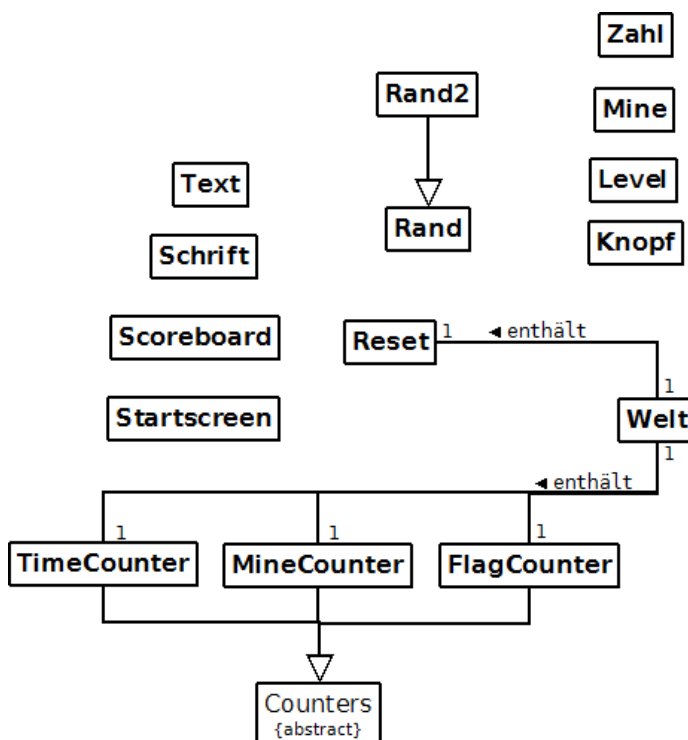 Zahl
Rand2
Mine
Text
Level
Rand
Knopf
Schrift
Scoreboard
Reset
1
◄ enthält
1
Startscreen
Welt
1
◄ enthält
1
1
1
TimeCounter
MineCounter
FlagCounter
Counters
{abstract}